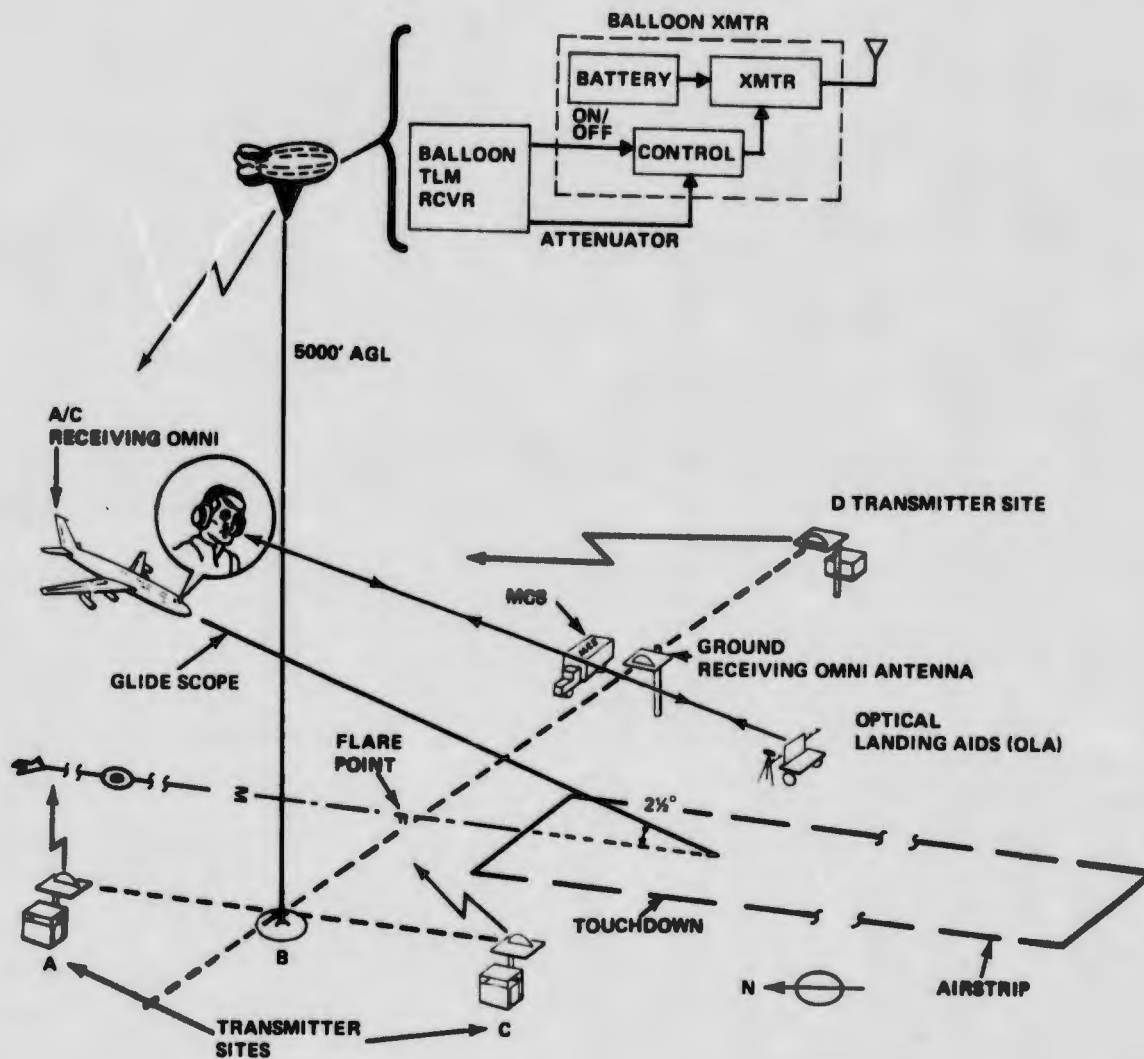 BALLOON XMTR
BATTERY
XMTR
ON/
OFF
CONTROL
BALLOON
TLM
RCVR
ATTENUATOR
5000' AGL
A/C
RECEIVING OMNI
D TRANSMITTER SITE
MCS
GROUND
RECEIVING OMNI ANTENNA
GLIDE SCOPE
OPTICAL
LANDING AIDS (OLA)
FLARE
POINT
M
F
2½°
TOUCHDOWN
A
B
C
N
AIRSTRIP
TRANSMITTER
SITES